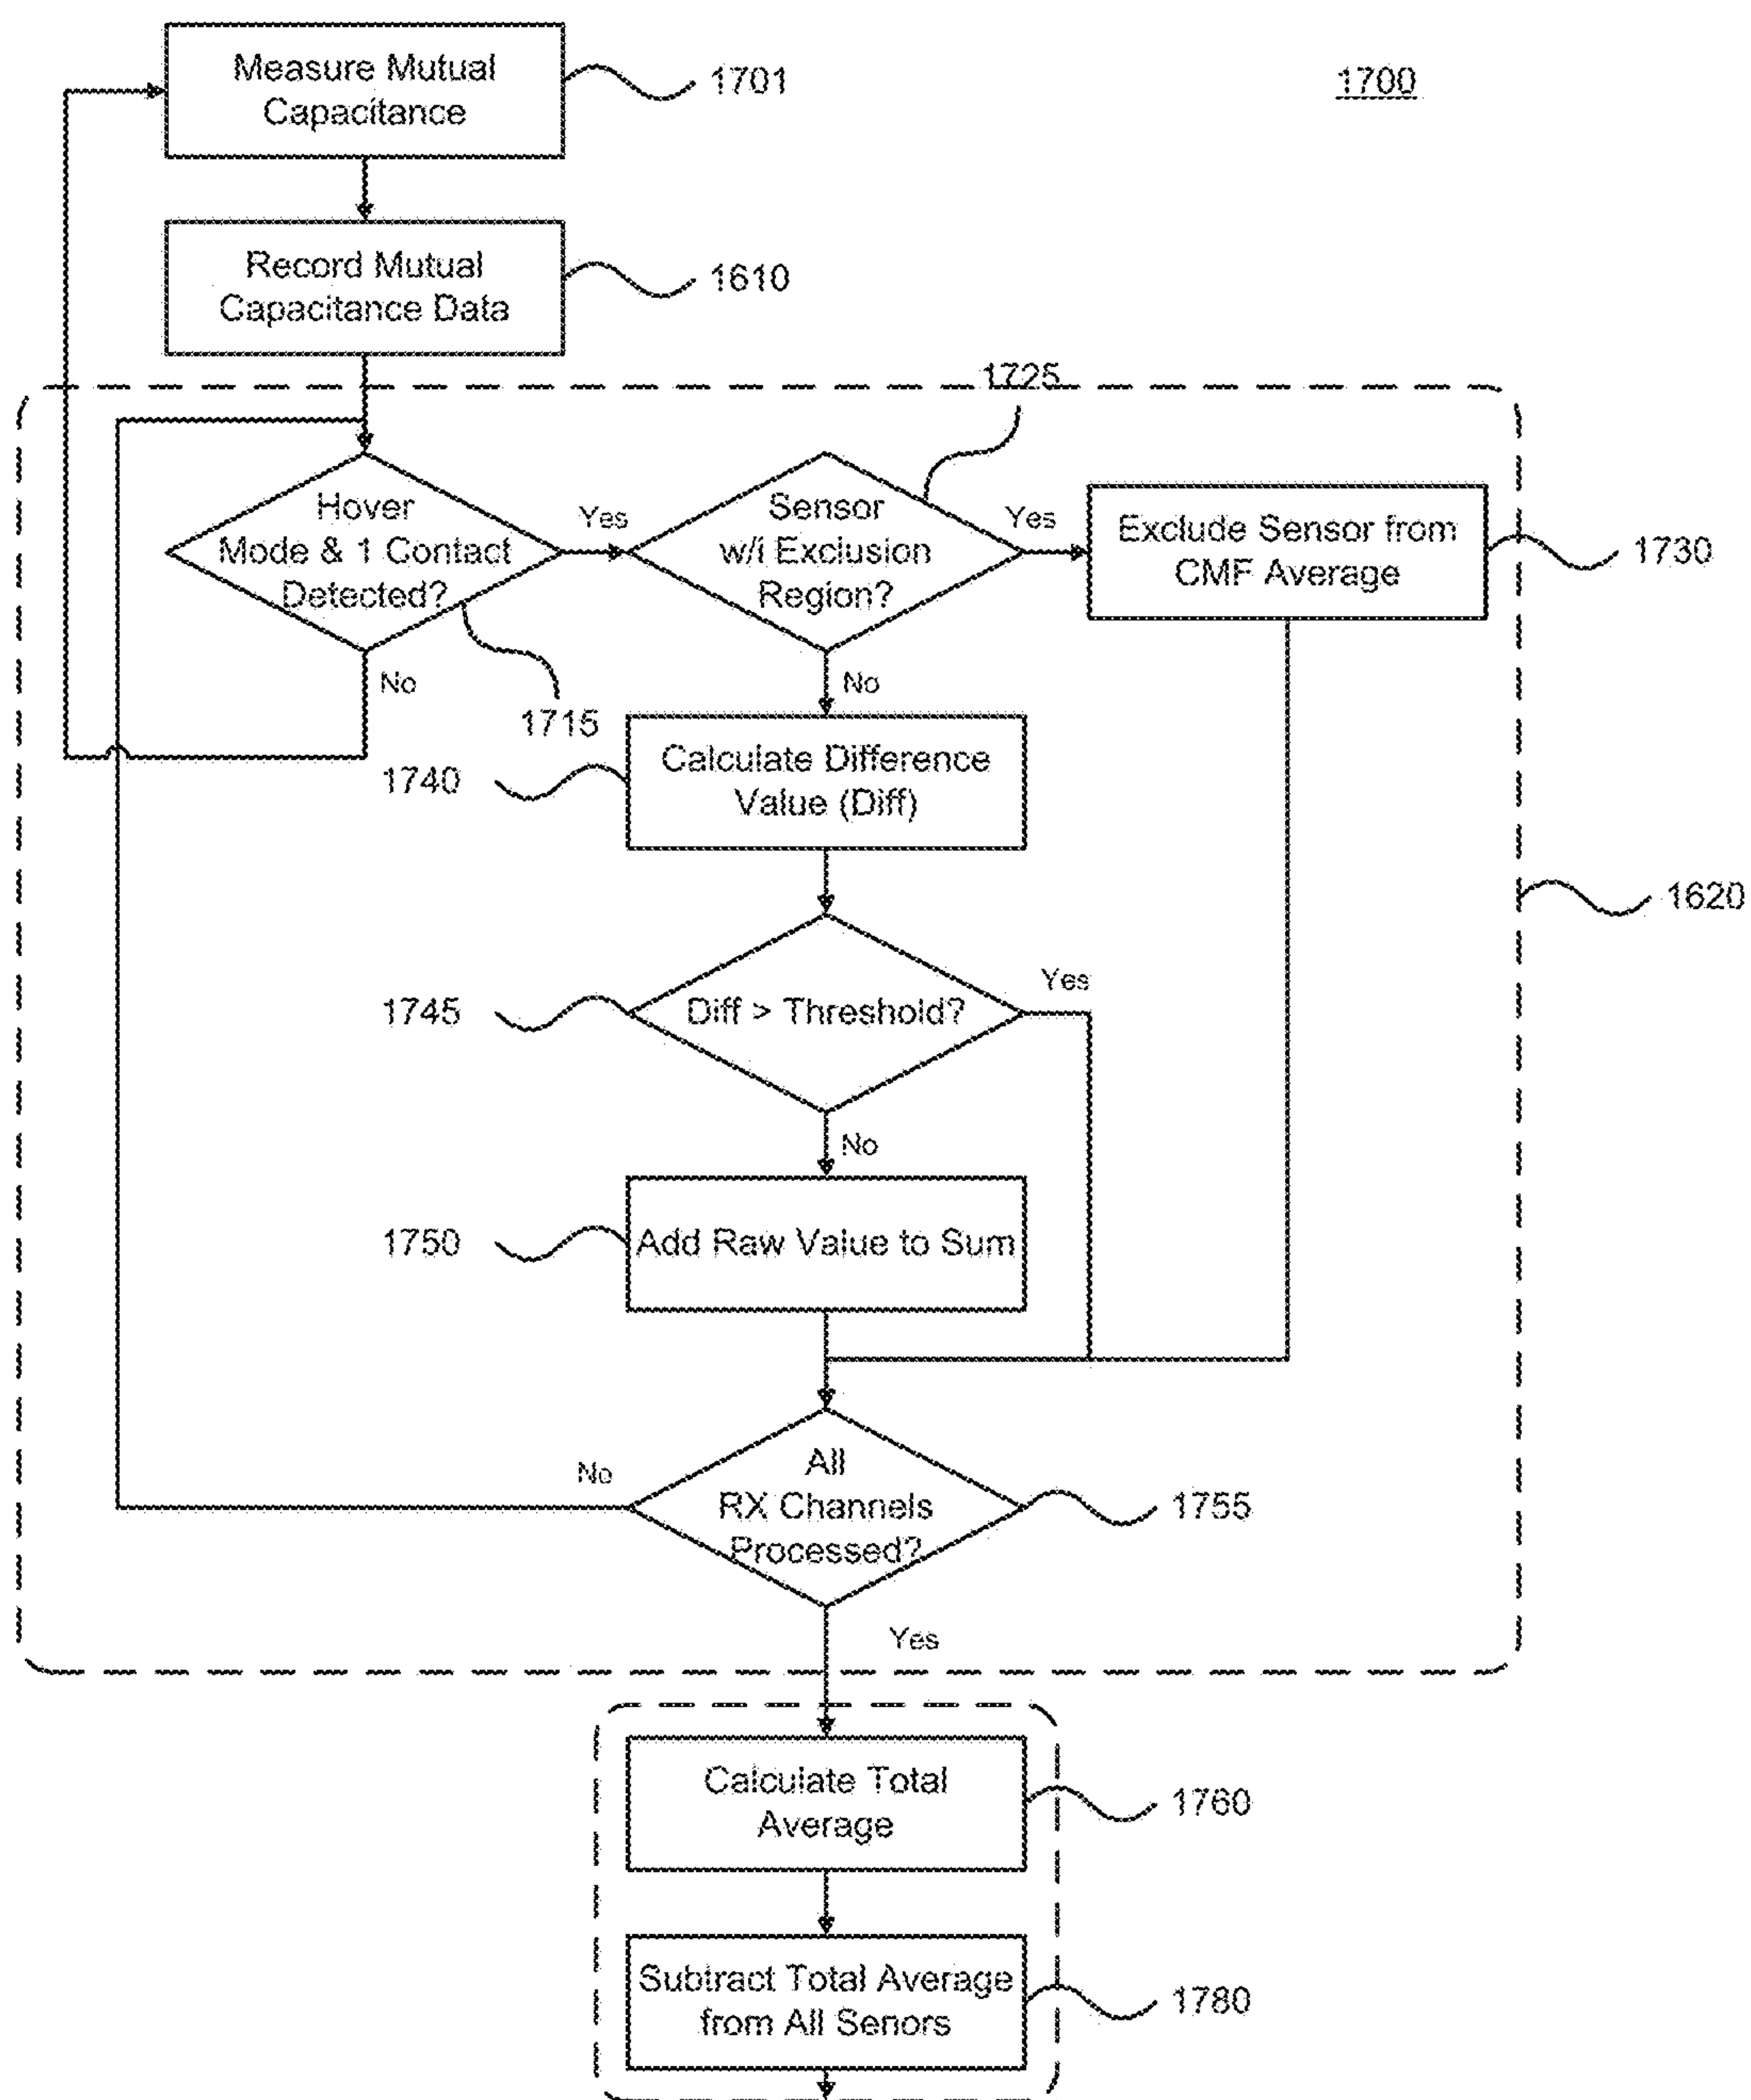 Measure Mutual
Capacitance
1701
1700
Record Mutual
Capacitance Data
1610
1725
Hover
Mode & 1 Contact
Detected?
Yes
Sensor
w/i Exclusion
Region?
Yes
Exclude Sensor from
CMF Average
1730
No
1715
No
1740
Calculate Difference
Value (Diff)
1620
1745
Diff > Threshold?
Yes
No
1750
Add Raw Value to Sum
No
All
RX Channels
Processed?
1755
Yes
Calculate Total
Average
1760
Subtract Total Average
from All Senors
1780